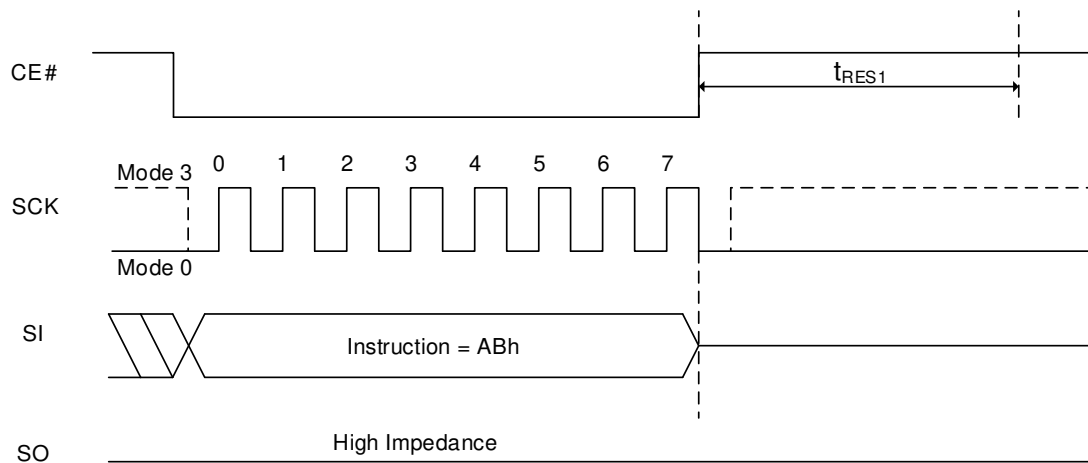 CE#
tRES1
Mode 3
0 1 2 3 4 5 6 7
SCK
Mode 0
SI
Instruction = ABh
High Impedance
SO